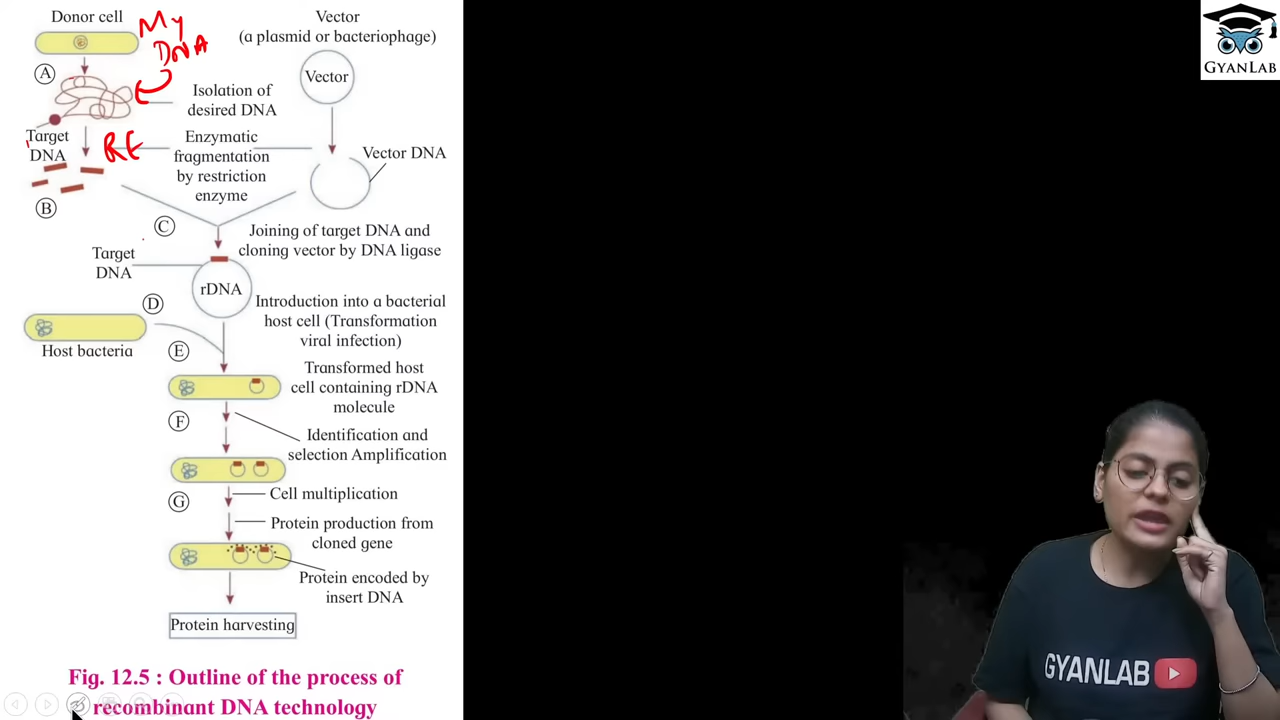 Donor cell
My
DNA
Vector
(a plasmid or bacteriophage)
A
Vector
Isolation of
desired DNA
Target
DNA
RE
Enzymatic
fragmentation
by restriction
enzyme
Vector DNA
B
C
Joining of target DNA and
cloning vector by DNA ligase
Target
DNA
rDNA
D
Introduction into a bacterial
host cell (Transformation
viral infection)
Host bacteria
E
Transformed host
cell containing rDNA
molecule
F
Identification and
selection Amplification
G
Cell multiplication
Protein production from
cloned gene
Protein encoded by
insert DNA
Protein harvesting
Fig. 12.5 : Outline of the process of
recombinant DNA technology
GYANLAB
GYANLAB